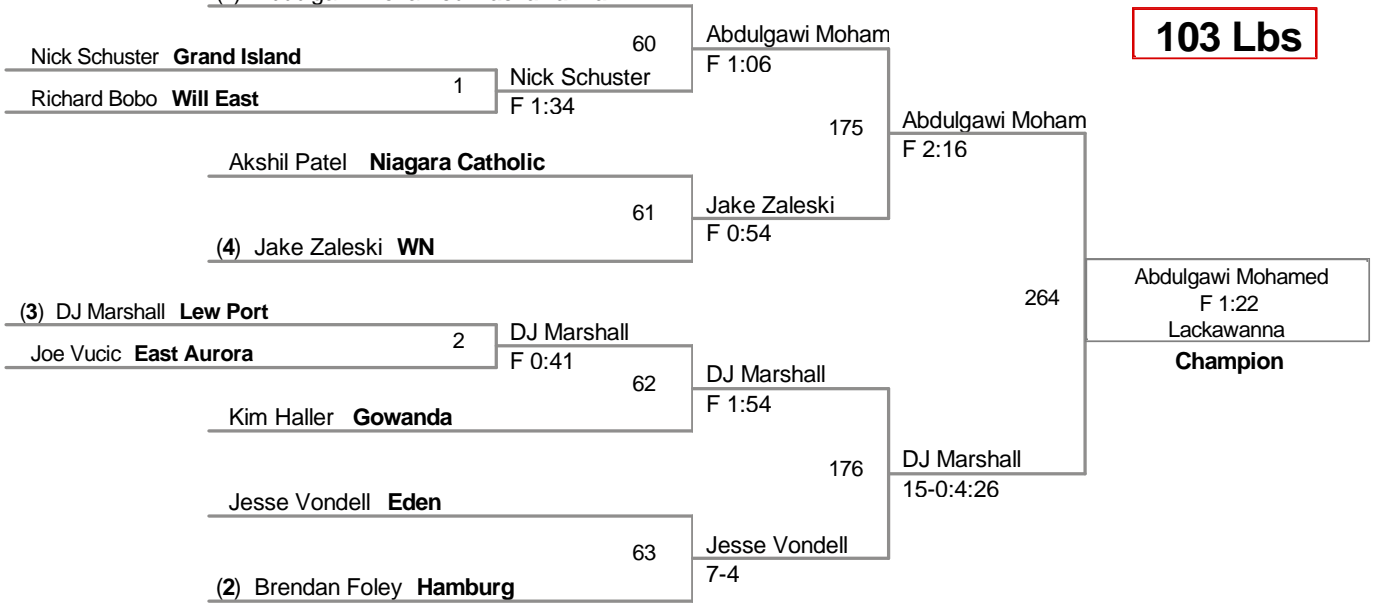 103 Lbs
Nick Schuster Grand Island
1
Richard Bobo Will East
Nick Schuster
F 1:34
60
Abdulgawi Moham
F 1:06
Akshil Patel Niagara Catholic
61
(4) Jake Zaleski WN
Jake Zaleski
F 0:54
175
Abdulgawi Moham
F 2:16
(3) DJ Marshall Lew Port
2
Joe Vucic East Aurora
DJ Marshall
F 0:41
62
Kim Haller Gowanda
DJ Marshall
F 1:54
Jesse Vondell Eden
63
(2) Brendan Foley Hamburg
Jesse Vondell
7-4
176
DJ Marshall
15-0:4:26
264
Abdulgawi Mohamed
F 1:22
Lackawanna
Champion